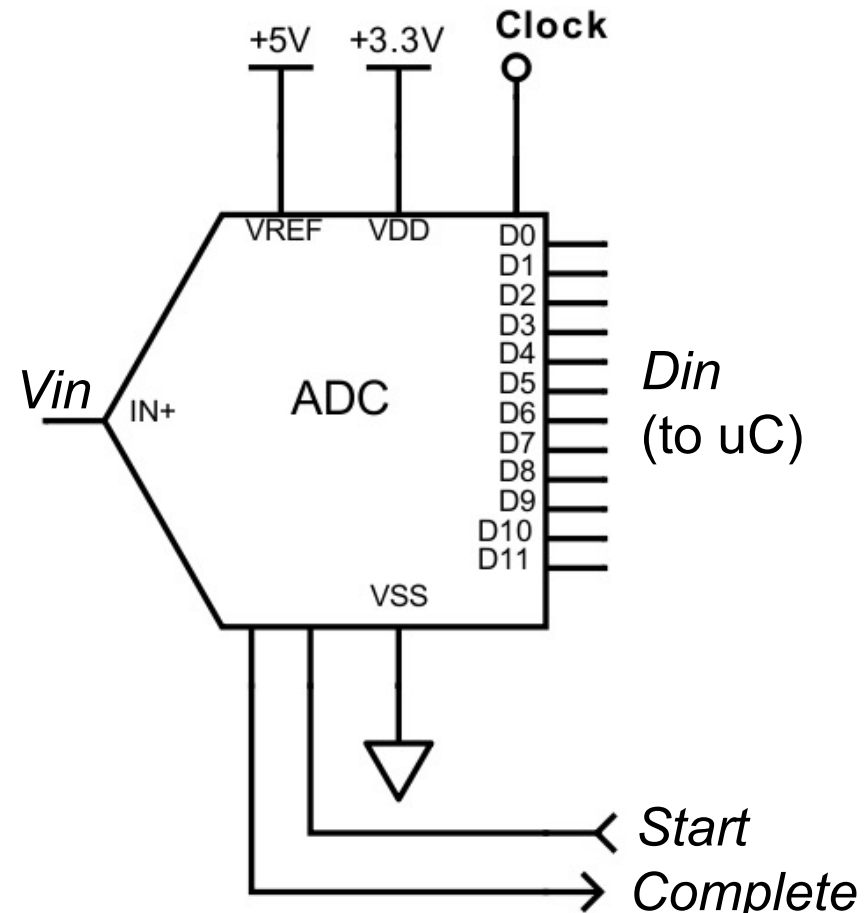 +5V
+3.3V
Clock
VREF
VDD
D0
D1
D2
D3
D4
D5
D6
D7
D8
D9
D10
D11
Vin
IN+
ADC
Din
(to uC)
VSS
Start
Complete